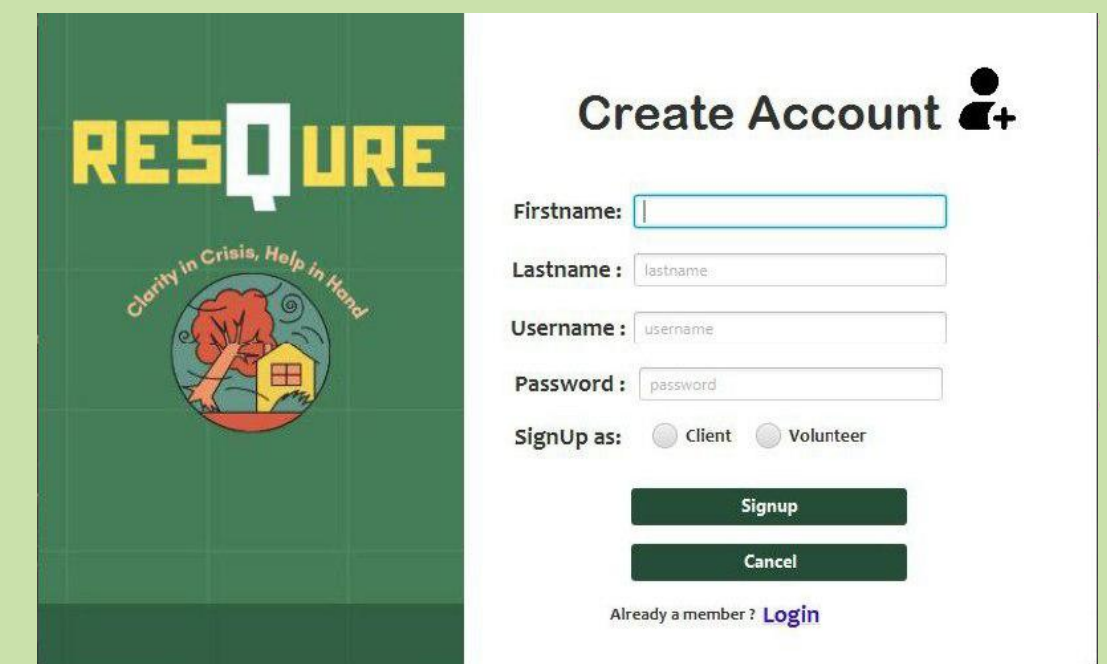 RESQURE
Clarity in Crisis, Help in Hand
Create Account
Firstname:
Lastname : lastname
Username : username
Password : password
SignUp as: Client Volunteer
Signup
Cancel
Already a member ? Login